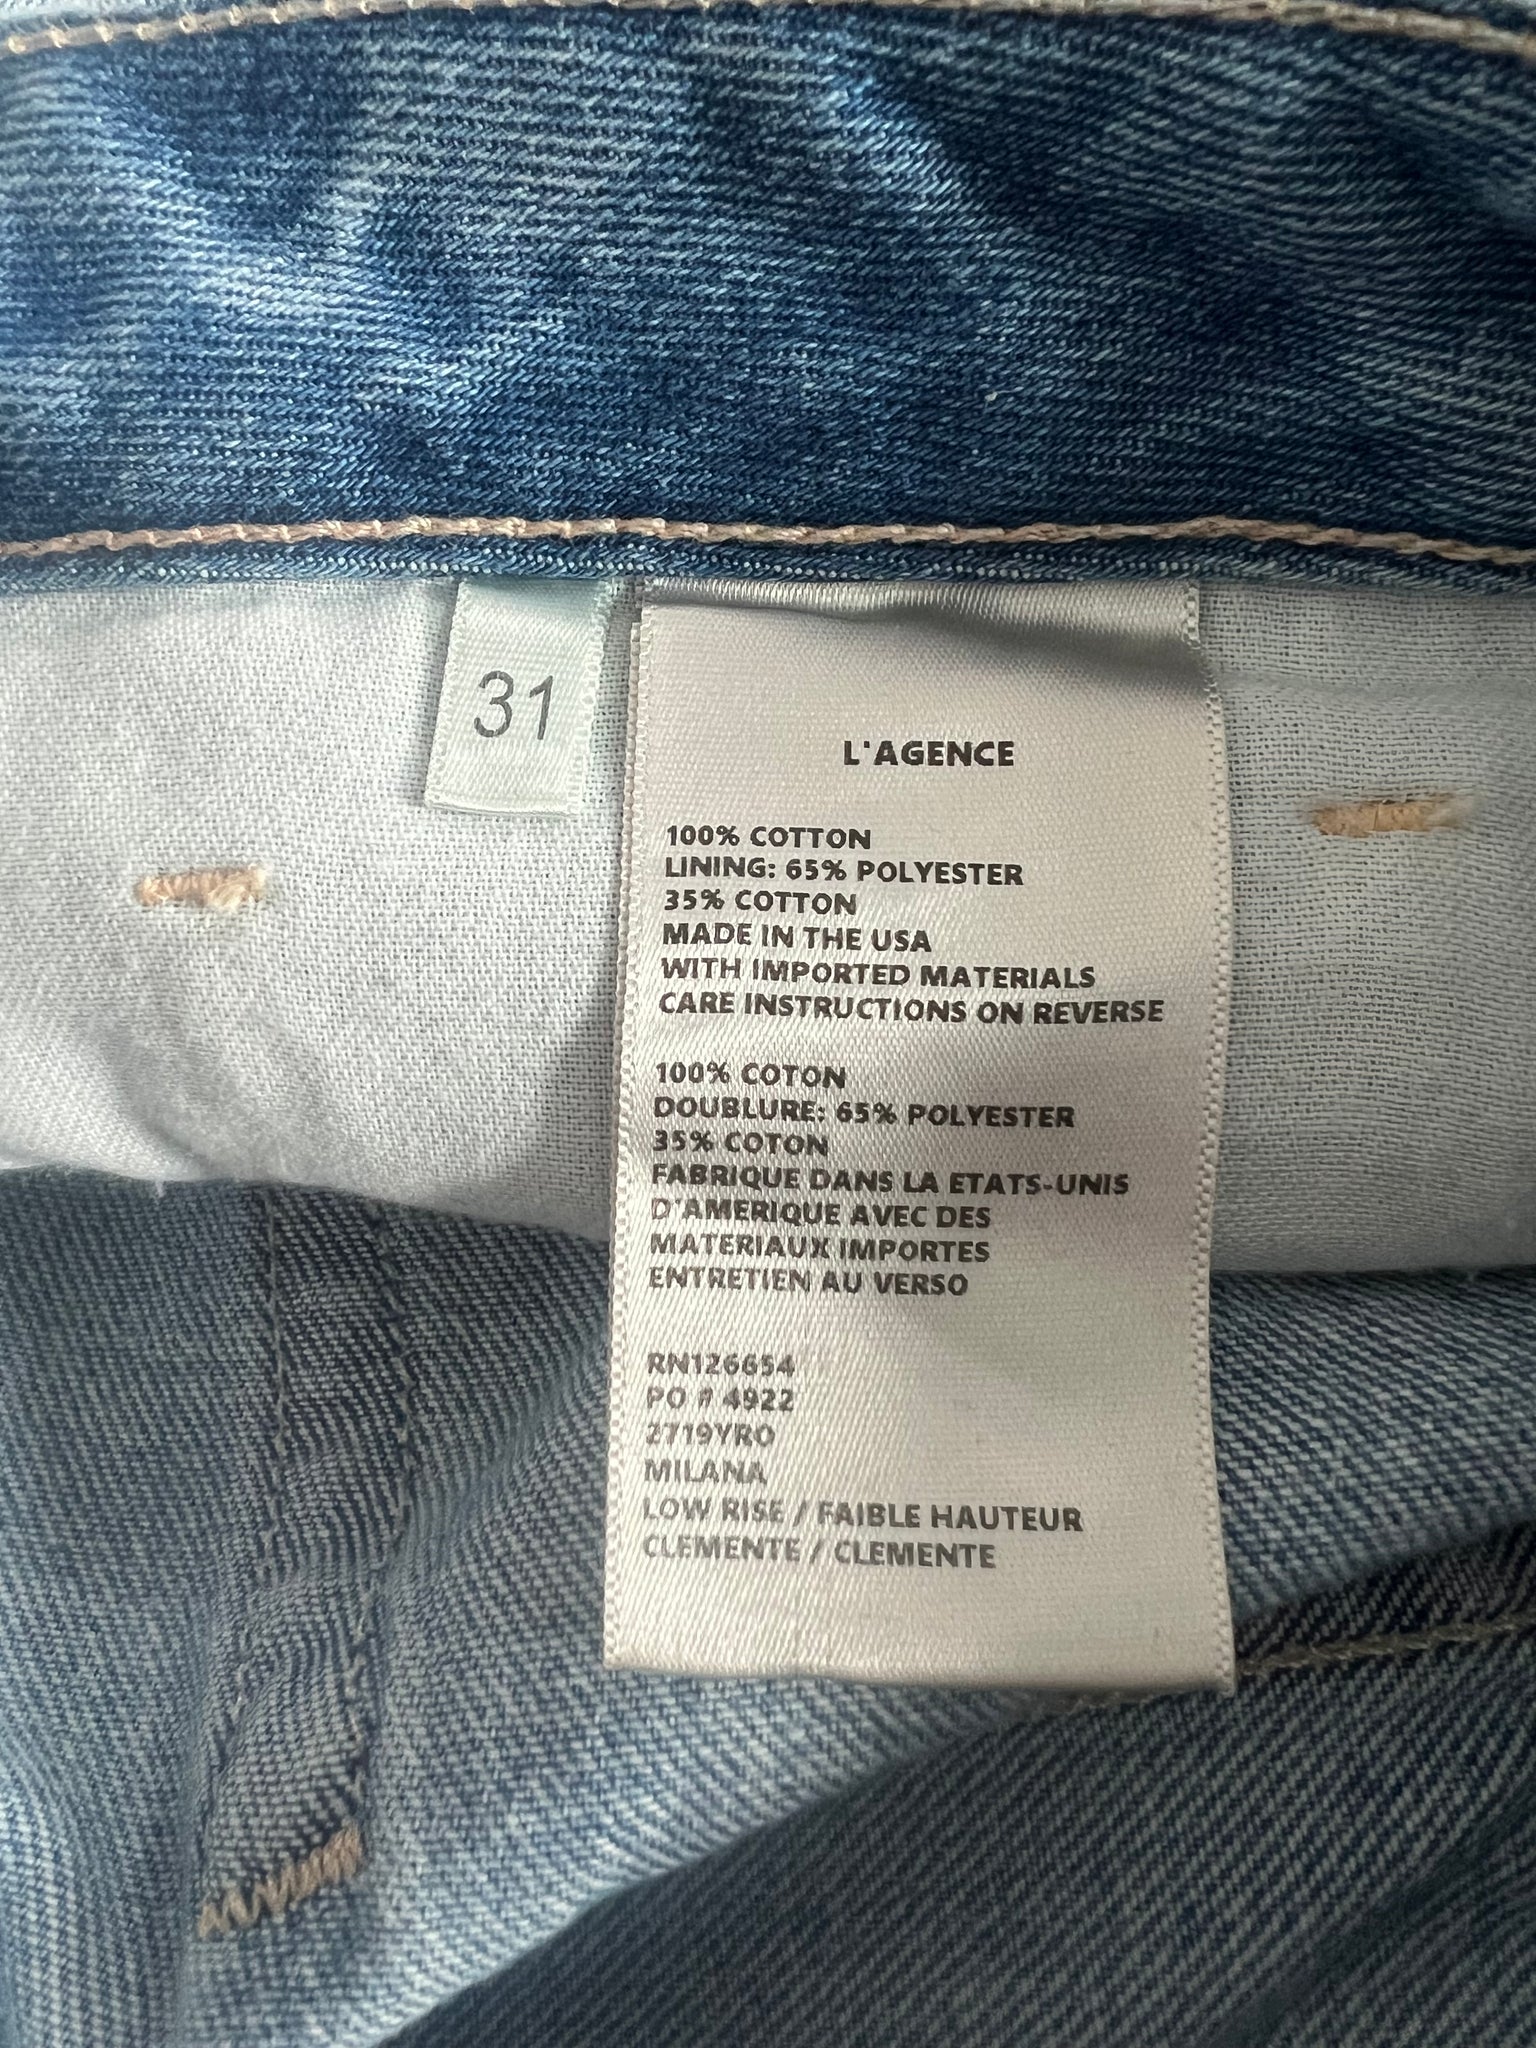 31
L'AGENCE
100% COTTON
LINING: 65% POLYESTER
35% COTTON
MADE IN THE USA
WITH IMPORTED MATERIALS
CARE INSTRUCTIONS ON REVERSE
100% COTON
DOUBLURE: 65% POLYESTER
35% COTON
FABRIQUE DANS LA ETATS-UNIS
D'AMERIQUE AVEC DES
MATERIAUX IMPORTES
ENTRETIEN AU VERSO
RN126654
PO # 4922
2719YRO
MILANA
LOW RISE / FAIBLE HAUTEUR
CLEMENTE / CLEMENTE